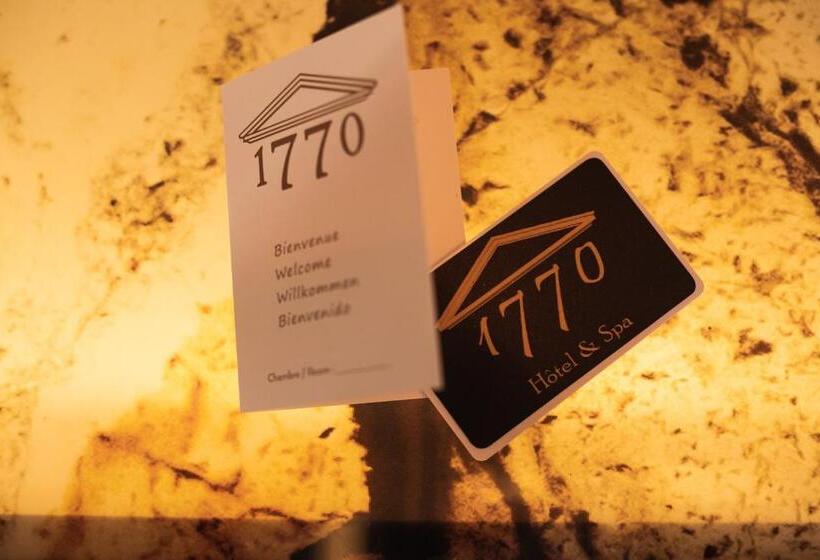 1770
Bienvenue
Welcome
Willkommen
Bienvenido
Chambre / Room
1770
Hôtel & Spa